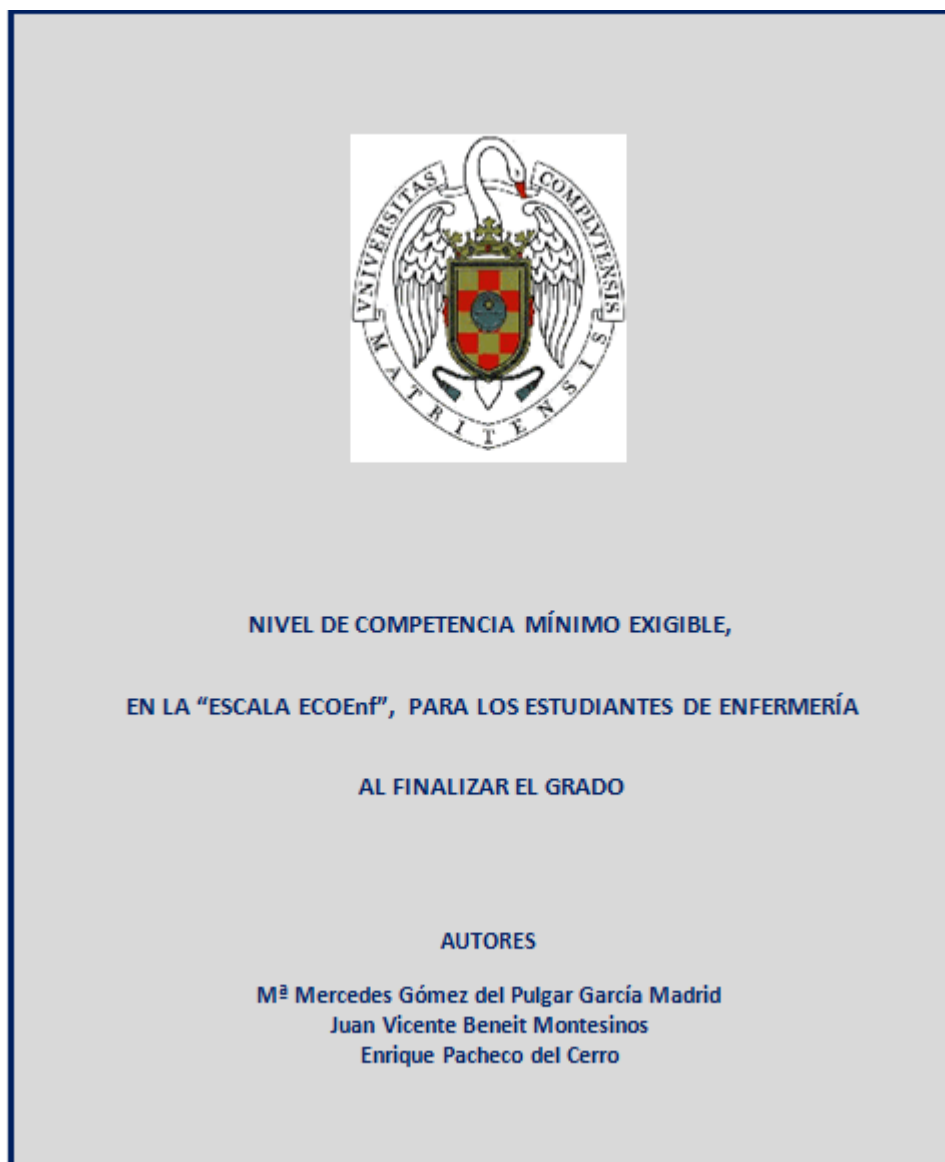 VNIVERSITAS COMPLVTENSIS
MATRITENSIS
NIVEL DE COMPETENCIA MÍNIMO EXIGIBLE,
EN LA “ESCALA ECOEnf”, PARA LOS ESTUDIANTES DE ENFERMERÍA
AL FINALIZAR EL GRADO
AUTORES
Mª Mercedes Gómez del Pulgar García Madrid
Juan Vicente Beneit Montesinos
Enrique Pacheco del Cerro